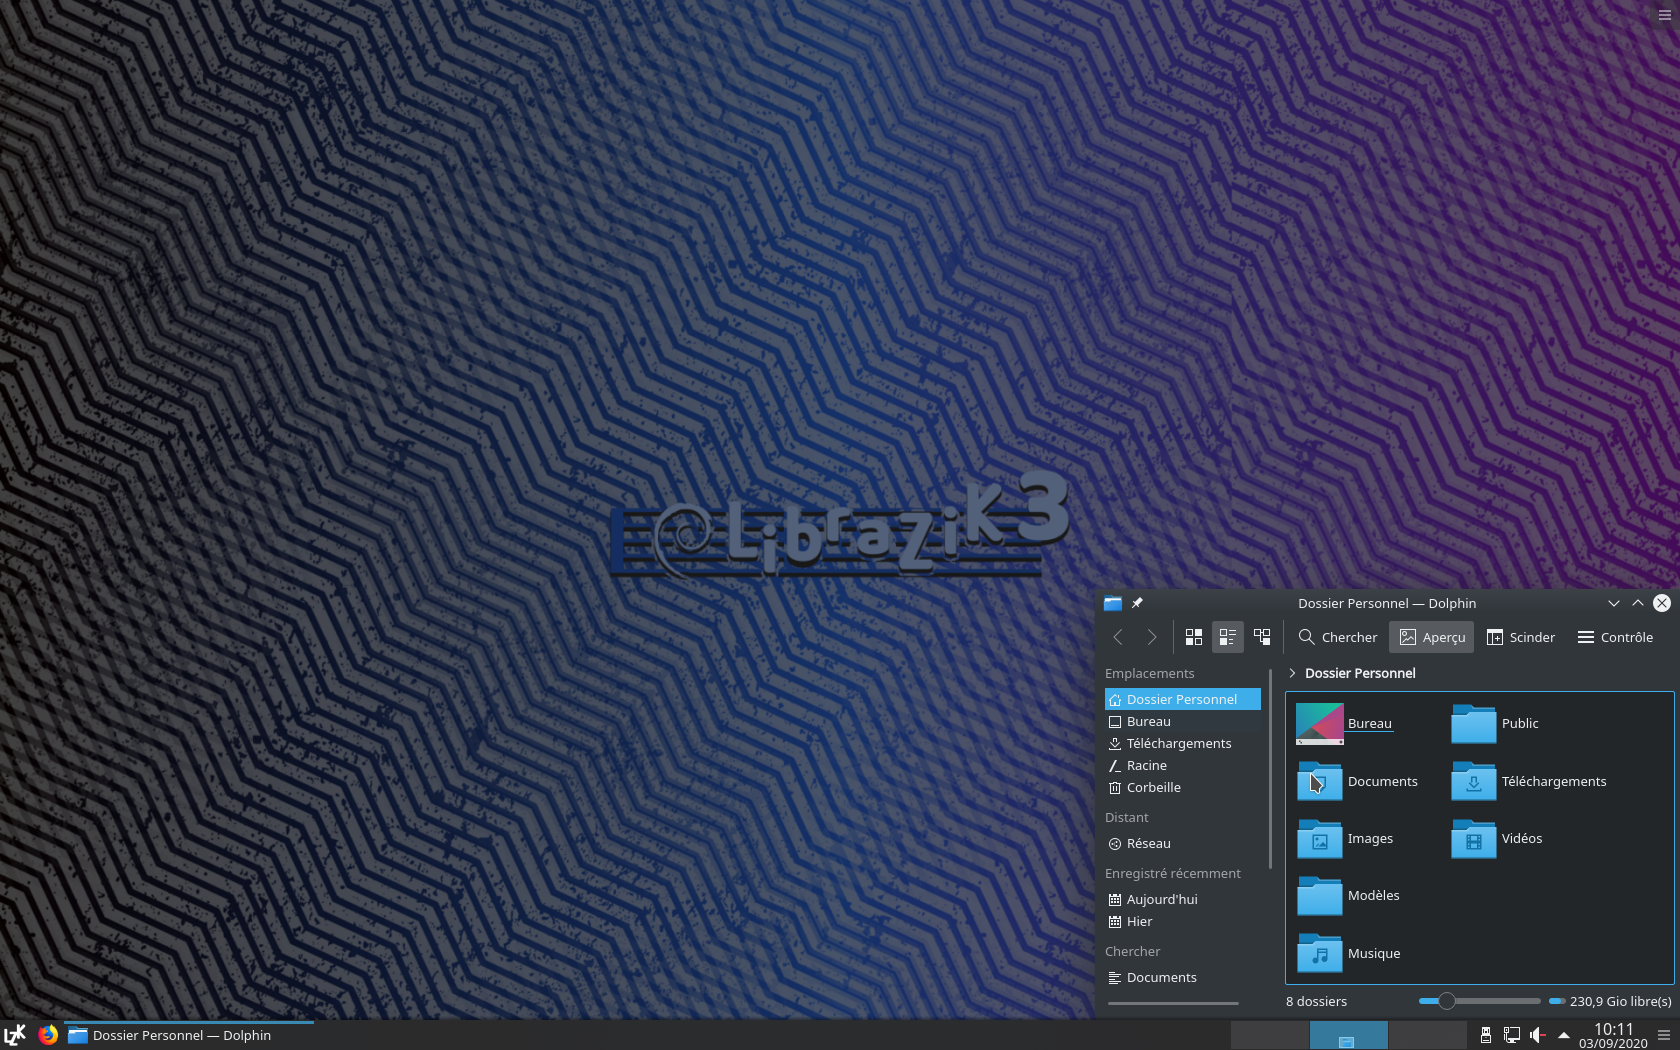 @LibraZiK3
Dossier Personnel — Dolphin
Chercher
Aperçu
Scinder
Contrôle
Emplacements
Dossier Personnel
Bureau
Téléchargements
Racine
Corbeille
Distant
Réseau
Enregistré récemment
Aujourd'hui
Hier
Chercher
Documents
Dossier Personnel
Bureau
Public
Documents
Téléchargements
Images
Vidéos
Modèles
Musique
8 dossiers
230,9 Gio libre(s)
LZK
Dossier Personnel — Dolphin
10:11
03/09/2020